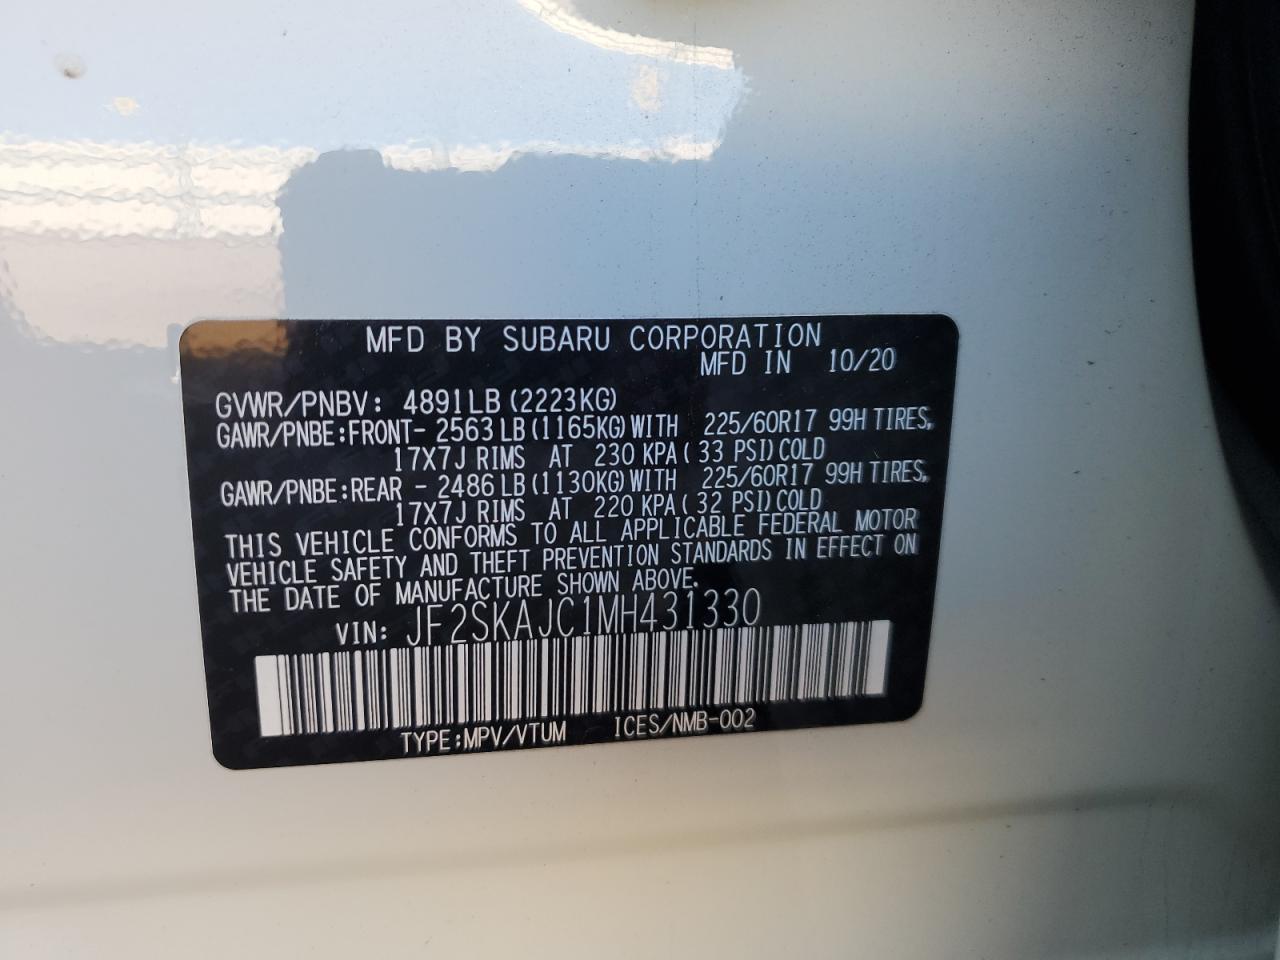 MFD BY SUBARU CORPORATION
MFD IN 10/20
GVWR/PNBV: 4891LB (2223KG)
GAWR/PNBE:FRONT- 2563 LB (1165KG) WITH 225/60R17 99H TIRES,
17X7J RIMS AT 230 KPA ( 33 PSI) COLD
GAWR/PNBE:REAR - 2486 LB (1130KG) WITH 225/60R17 99H TIRES,
17X7J RIMS AT 220 KPA ( 32 PSI) COLD
THIS VEHICLE CONFORMS TO ALL APPLICABLE FEDERAL MOTOR
VEHICLE SAFETY AND THEFT PREVENTION STANDARDS IN EFFECT ON
THE DATE OF MANUFACTURE SHOWN ABOVE.
VIN: JF2SKAJC1MH431330
TYPE:MPV/VTUM ICES/NMB-002